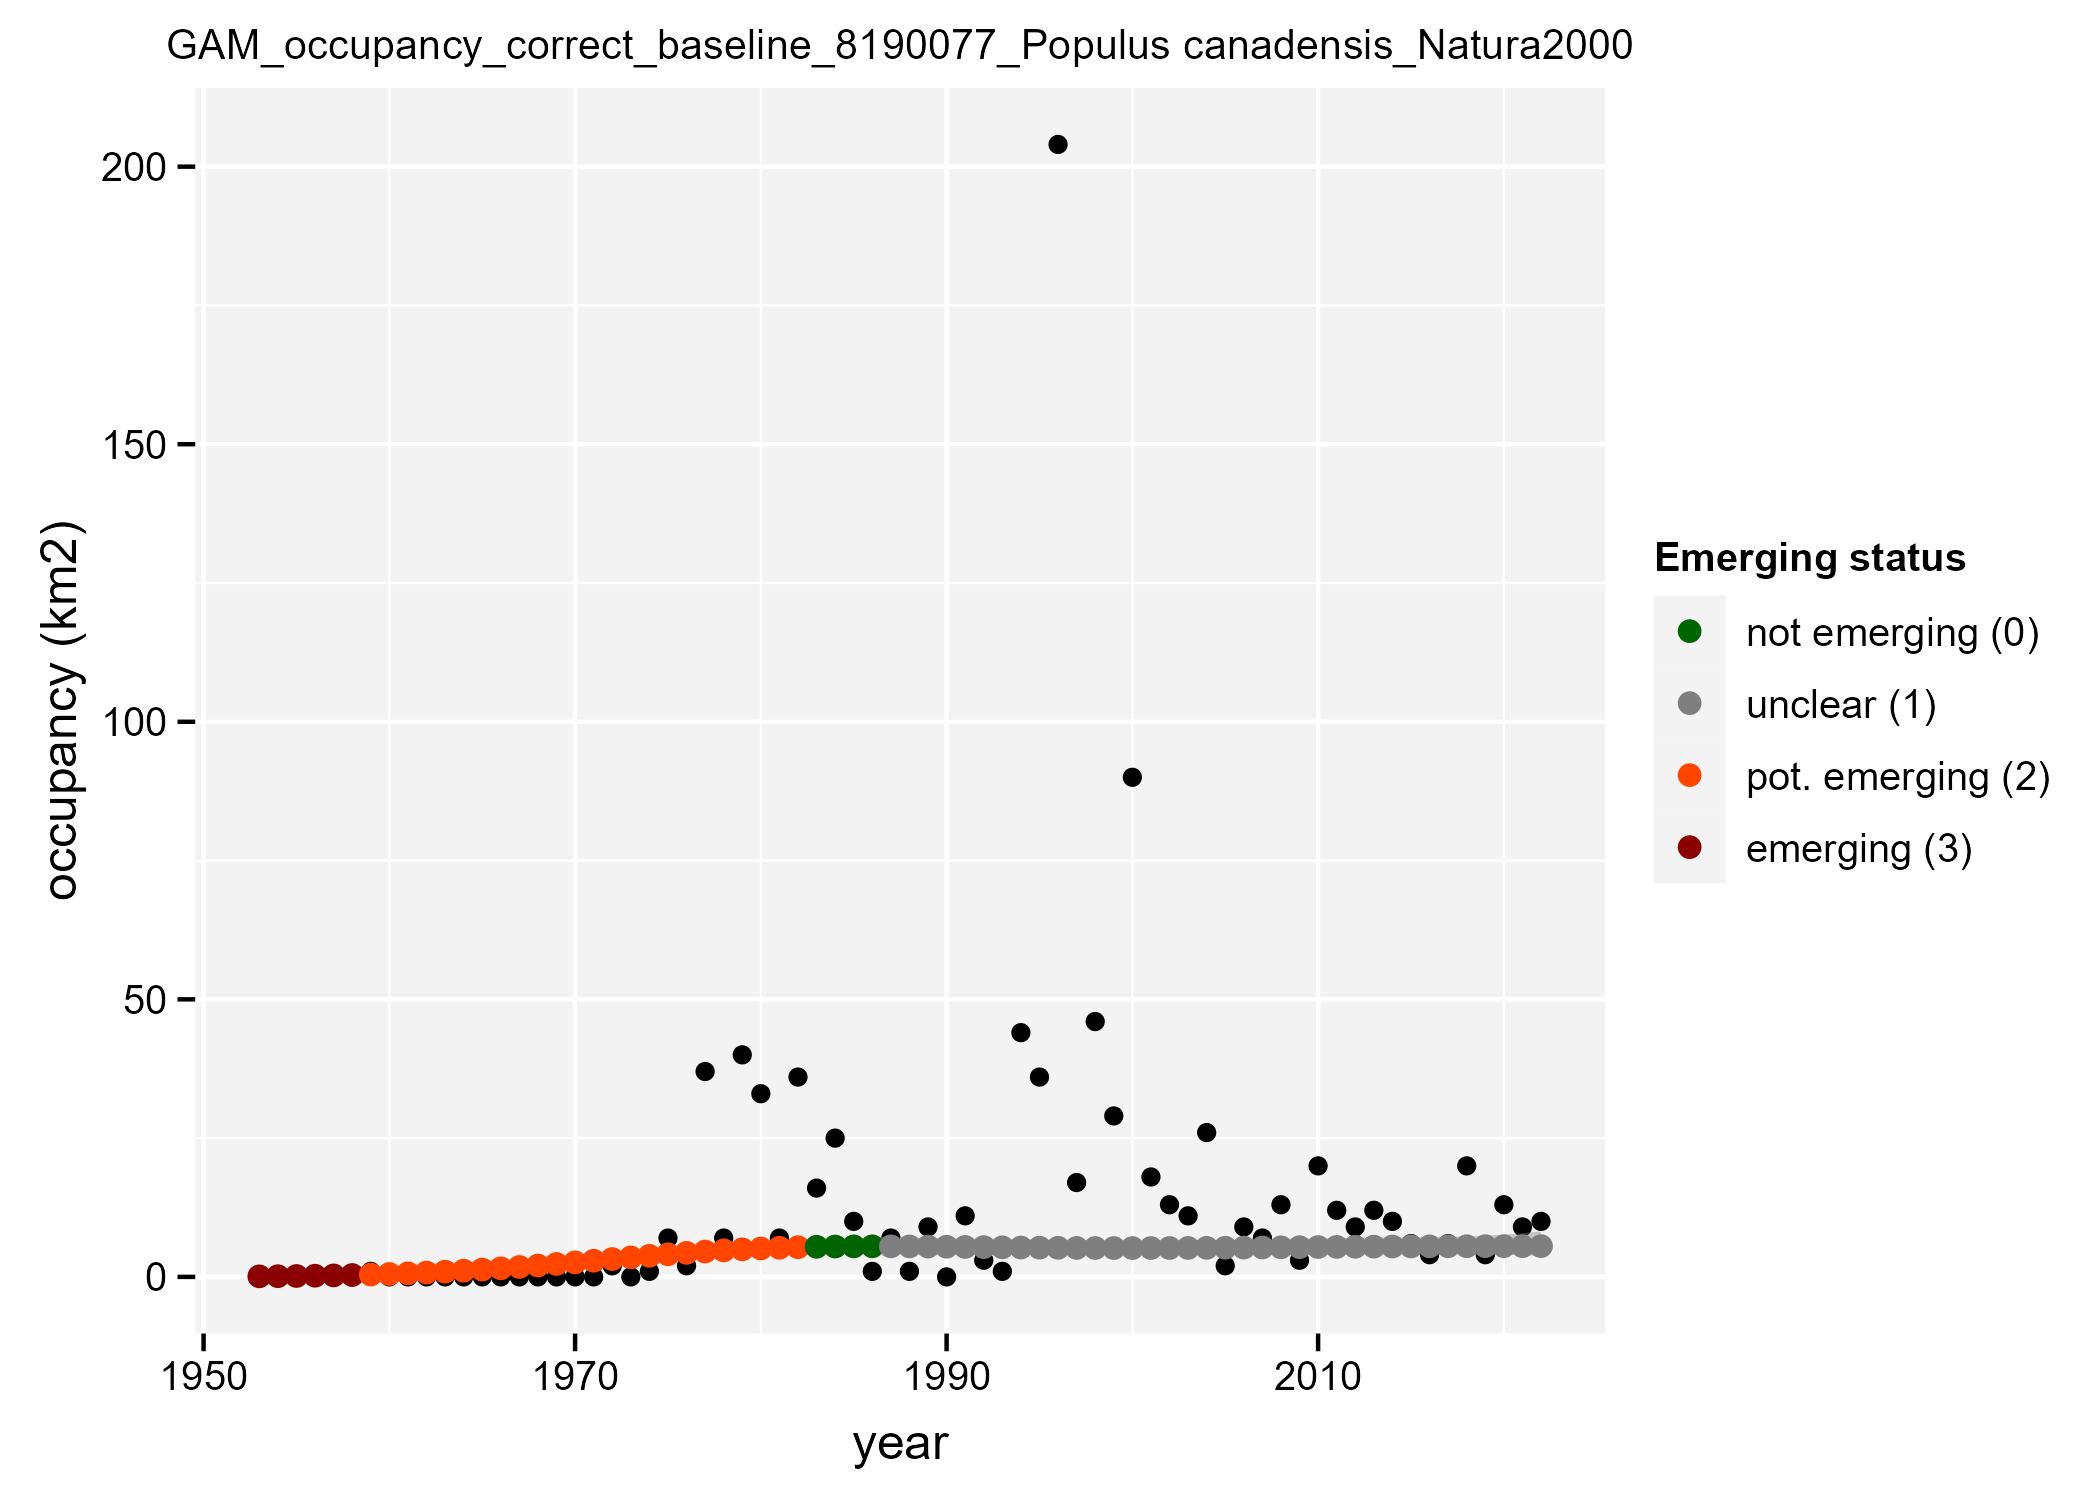 GAM_occupancy_correct_baseline_8190077_Populus canadensis_Natura2000
200
150
100
50
0
occupancy (km2)
1950 1970 1990 2010
year
Emerging status
not emerging (0)
unclear (1)
pot. emerging (2)
emerging (3)